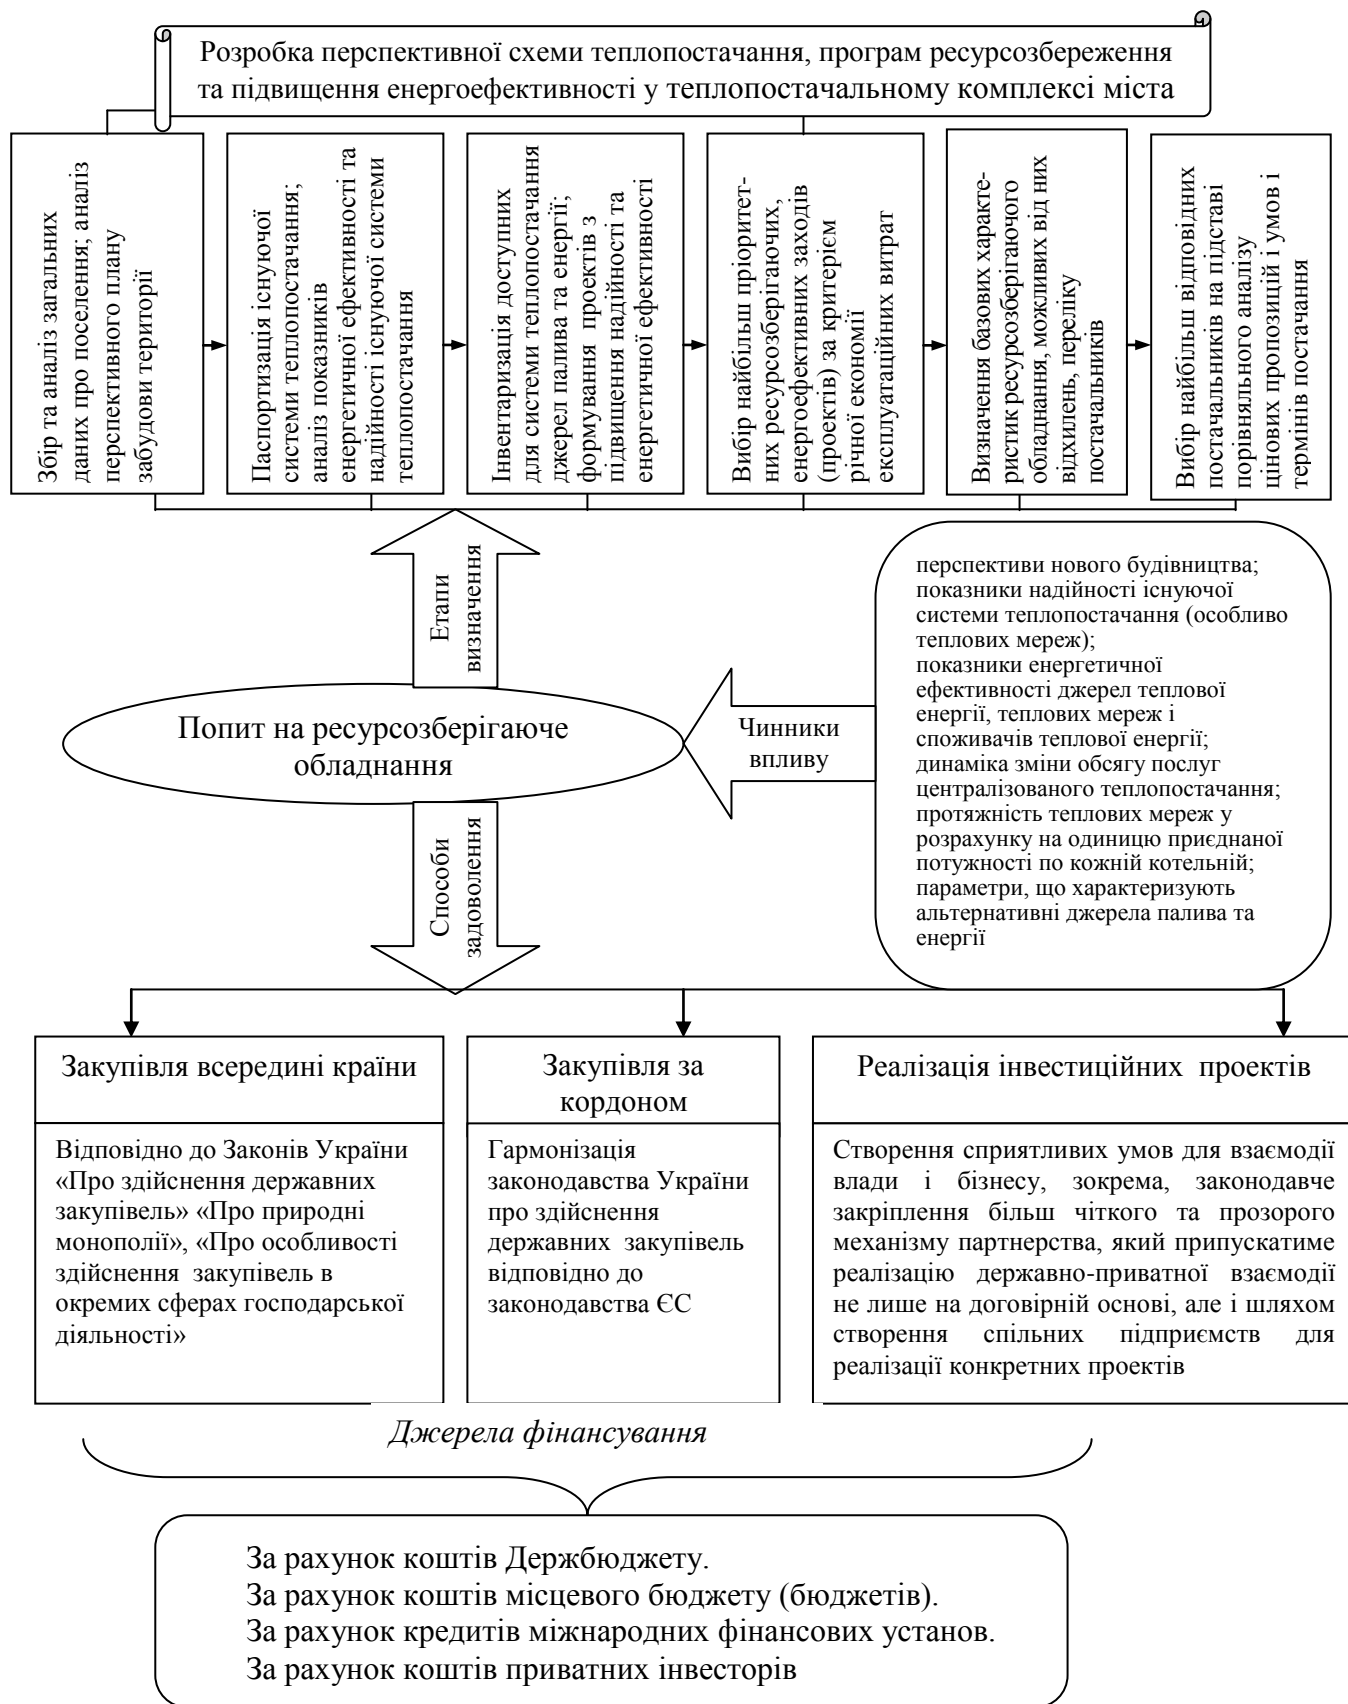 Розробка перспективної схеми теплопостачання, програм ресурсозбереження
та підвищення енергоефективності у теплопостачальному комплексі міста
Збір та аналіз загальних
даних про поселення; аналіз
перспективного плану
забудови території
Паспортизація існуючої
системи теплопостачання;
аналіз показників
енергетичної ефективності та
надійності існуючої системи
теплопостачання
Інвентаризація доступних
для системи теплопостачання
джерел палива та енергії;
формування проектів з
підвищення надійності та
енергетичної ефективності
Вибір найбільш пріоритет-
них ресурсозберігаючих,
енергоефективних заходів
(проектів) за критерієм
річної економії
експлуатаційних витрат
Визначення базових характе-
ристик ресурсозберігаючого
обладнання, можливих від них
відхилень, переліку
постачальників
Вибір найбільш відповідних
постачальників на підставі
порівняльного аналізу
цінових пропозицій і умов і
термінів постачання
Етапи
визначення
перспективи нового будівництва;
показники надійності існуючої
системи теплопостачання (особливо
теплових мереж);
показники енергетичної
ефективності джерел теплової
енергії, теплових мереж і
споживачів теплової енергії;
динаміка зміни обсягу послуг
централізованого теплопостачання;
протяжність теплових мереж у
розрахунку на одиницю приєднаної
потужності по кожній котельній;
параметри, що характеризують
альтернативні джерела палива та
енергії
Попит на ресурсозберігаюче
обладнання
Чинники
впливу
Способи
задоволення
Закупівля всередині країни
Відповідно до Законів України
«Про здійснення державних
закупівель» «Про природні
монополії», «Про особливості
здійснення закупівель в
окремих сферах господарської
діяльності»
Закупівля за
кордоном
Гармонізація
законодавства України
про здійснення
державних закупівель
відповідно до
законодавства ЄС
Реалізація інвестиційних проектів
Створення сприятливих умов для взаємодії
влади і бізнесу, зокрема, законодавче
закріплення більш чіткого та прозорого
механізму партнерства, який припускатиме
реалізацію державно-приватної взаємодії
не лише на договірній основі, але і шляхом
створення спільних підприємств для
реалізації конкретних проектів
Джерела фінансування
За рахунок коштів Держбюджету.
За рахунок коштів місцевого бюджету (бюджетів).
За рахунок кредитів міжнародних фінансових установ.
За рахунок коштів приватних інвесторів